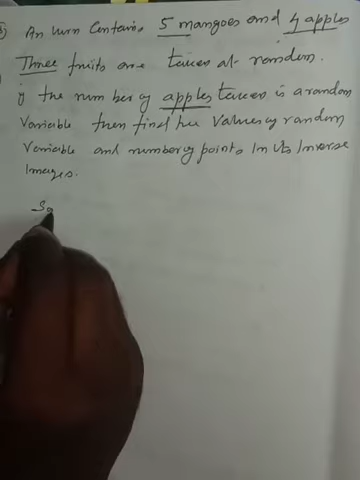 3) An urn Contains 5 mangoes and 4 apples
Three fruits are taken at random.
if the number of apples taken is a random
Variable then find the Values of random
Variable and number of points in its Inverse
Images.
So